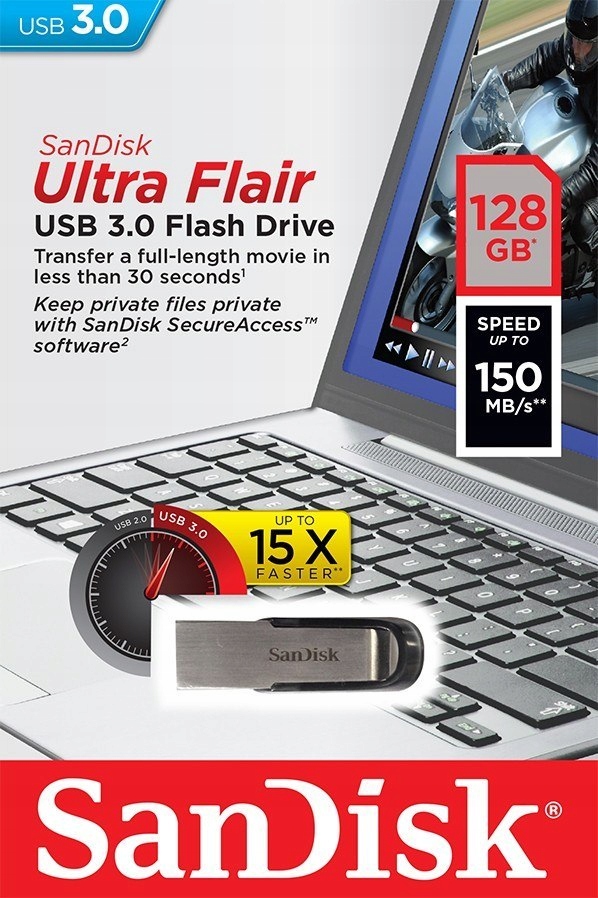 USB 3.0
SanDisk
Ultra Flair
USB 3.0 Flash Drive
Transfer a full-length movie in
less than 30 seconds¹
Keep private files private
with SanDisk SecureAccess™
software²
128
GB*
SPEED
UP TO
150
MB/s**
USB 2.0 USB 3.0
UP TO
15 X
FASTER**
SanDisk
SanDisk®